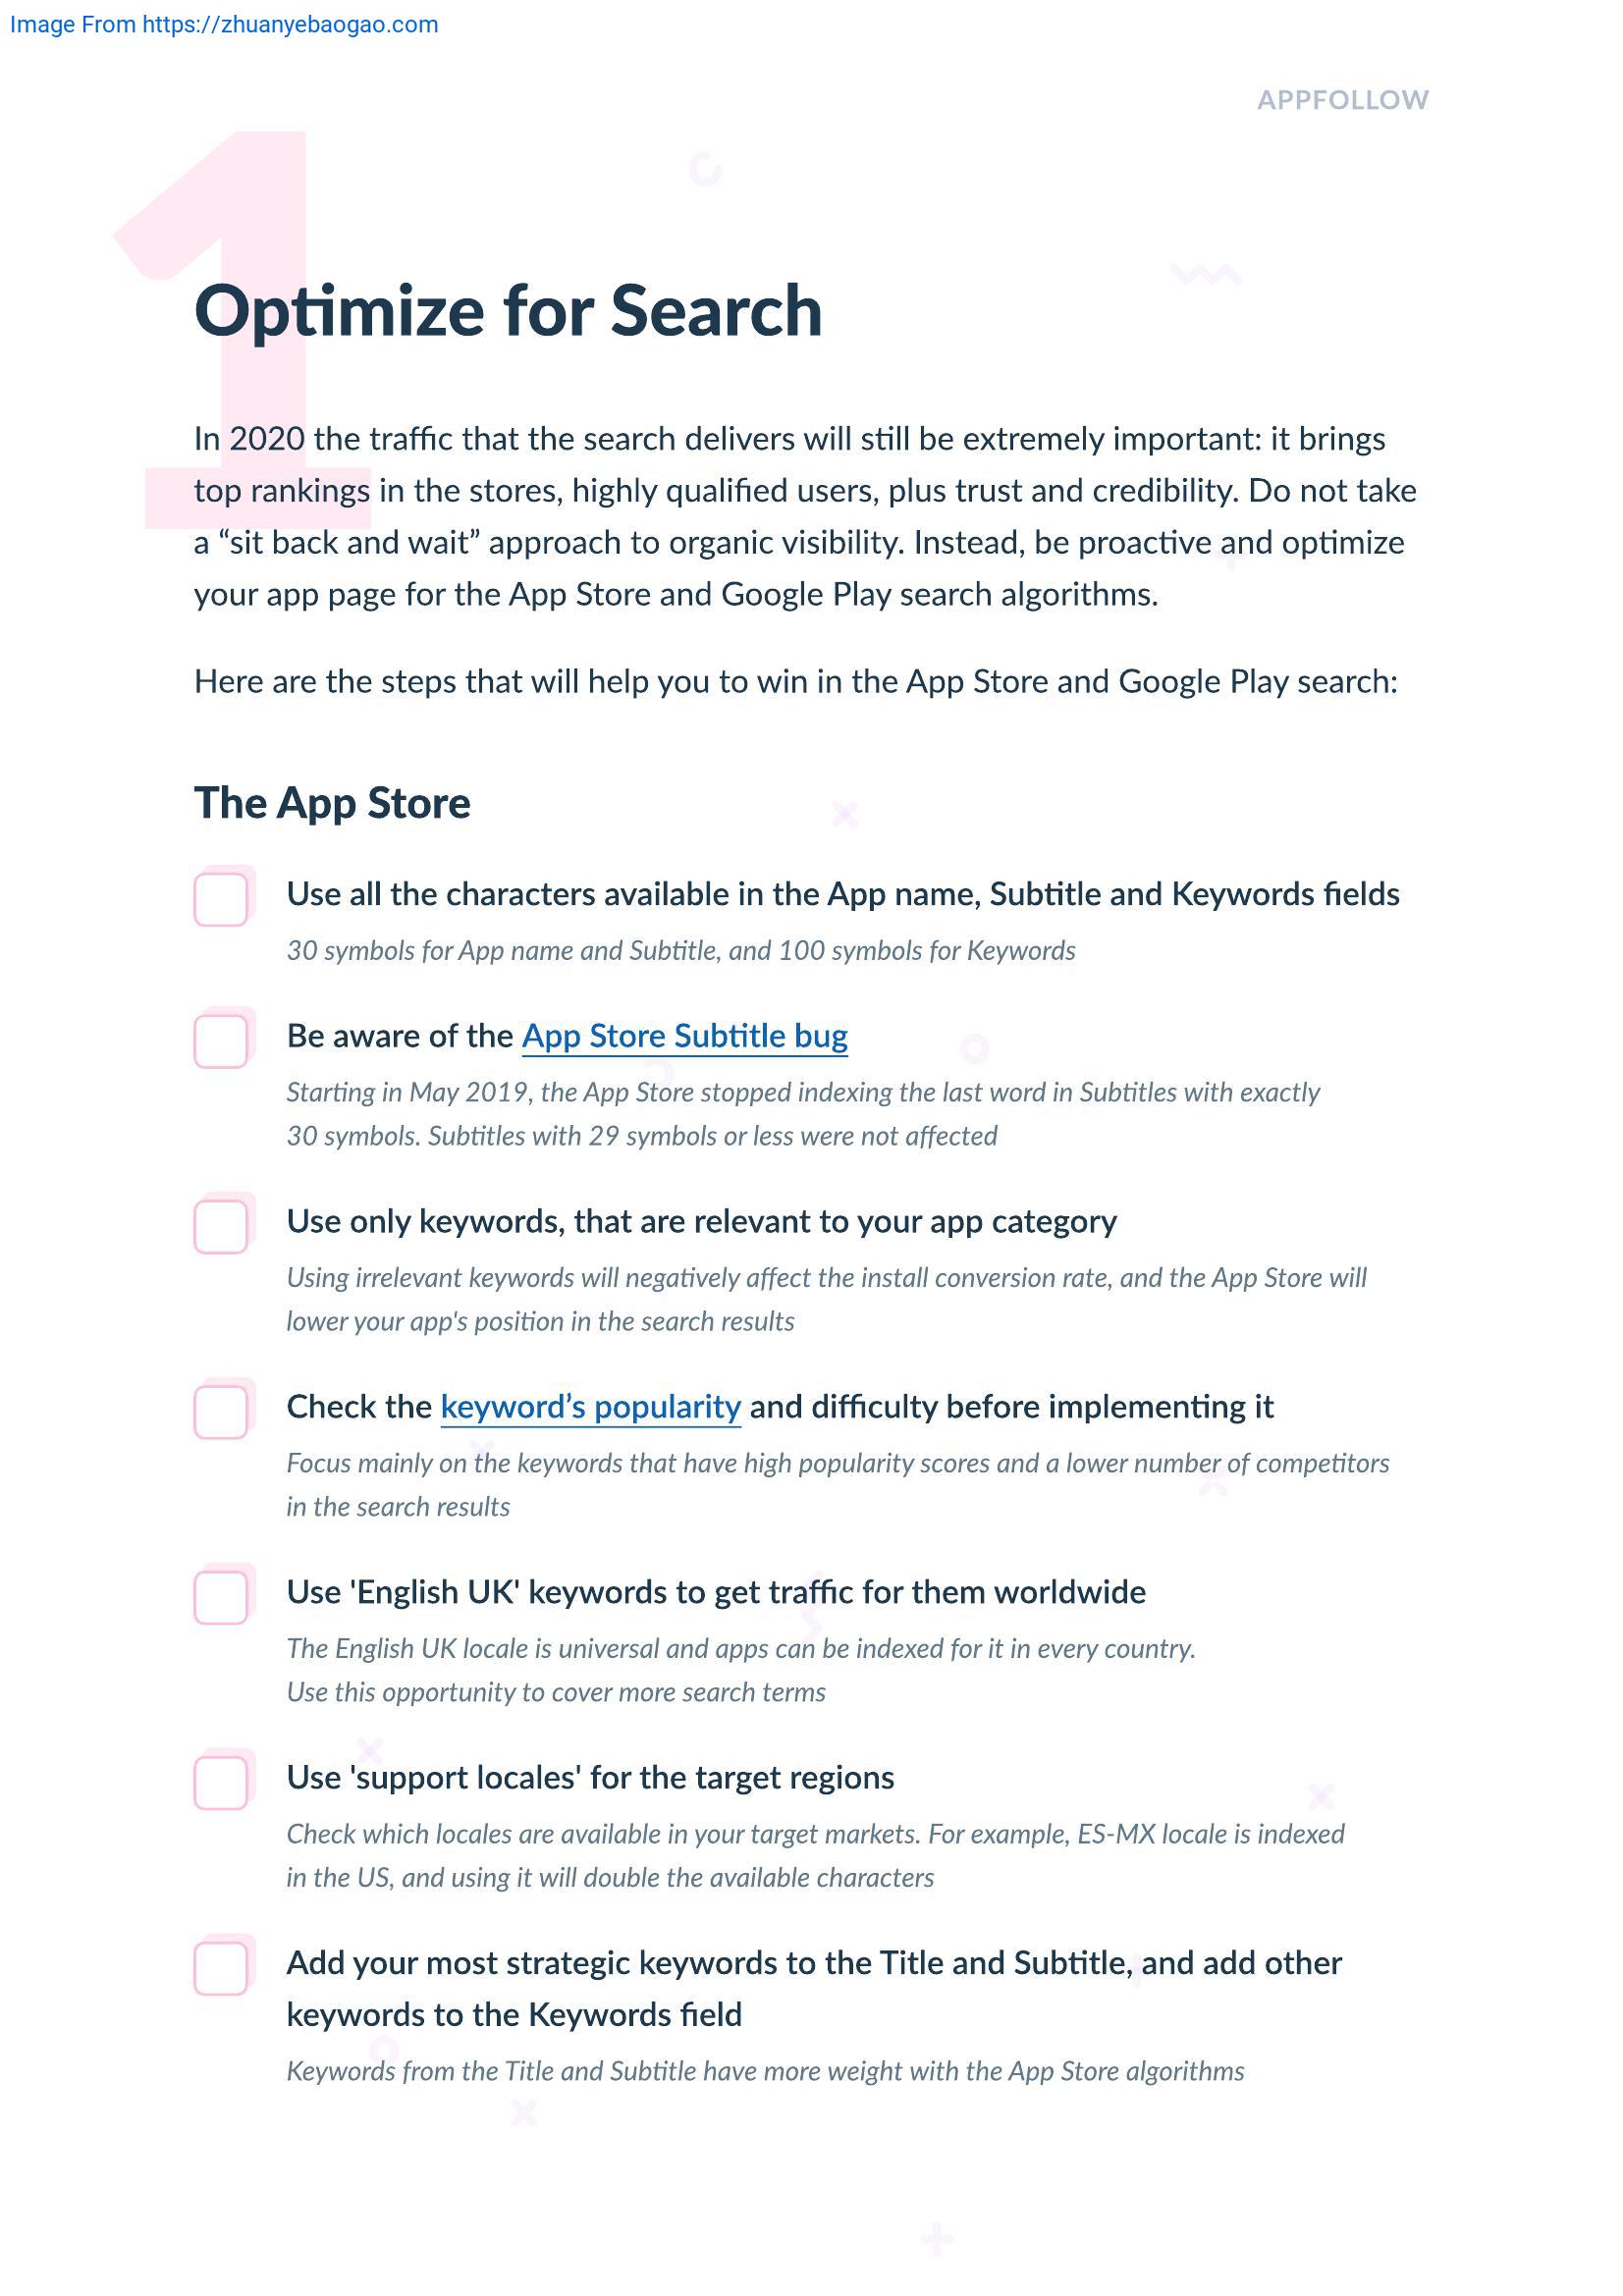 Image From https://zhuanyebaogao.com
APPFOLLOW
1
Optimize for Search
In 2020 the traffic that the search delivers will still be extremely important: it brings
top rankings in the stores, highly qualified users, plus trust and credibility. Do not take
a “sit back and wait” approach to organic visibility. Instead, be proactive and optimize
your app page for the App Store and Google Play search algorithms.
Here are the steps that will help you to win in the App Store and Google Play search:
The App Store
Use all the characters available in the App name, Subtitle and Keywords fields
30 symbols for App name and Subtitle, and 100 symbols for Keywords
Be aware of the App Store Subtitle bug
Starting in May 2019, the App Store stopped indexing the last word in Subtitles with exactly
30 symbols. Subtitles with 29 symbols or less were not affected
Use only keywords, that are relevant to your app category
Using irrelevant keywords will negatively affect the install conversion rate, and the App Store will
lower your app's position in the search results
Check the keyword’s popularity and difficulty before implementing it
Focus mainly on the keywords that have high popularity scores and a lower number of competitors
in the search results
Use 'English UK' keywords to get traffic for them worldwide
The English UK locale is universal and apps can be indexed for it in every country.
Use this opportunity to cover more search terms
Use 'support locales' for the target regions
Check which locales are available in your target markets. For example, ES-MX locale is indexed
in the US, and using it will double the available characters
Add your most strategic keywords to the Title and Subtitle, and add other
keywords to the Keywords field
Keywords from the Title and Subtitle have more weight with the App Store algorithms